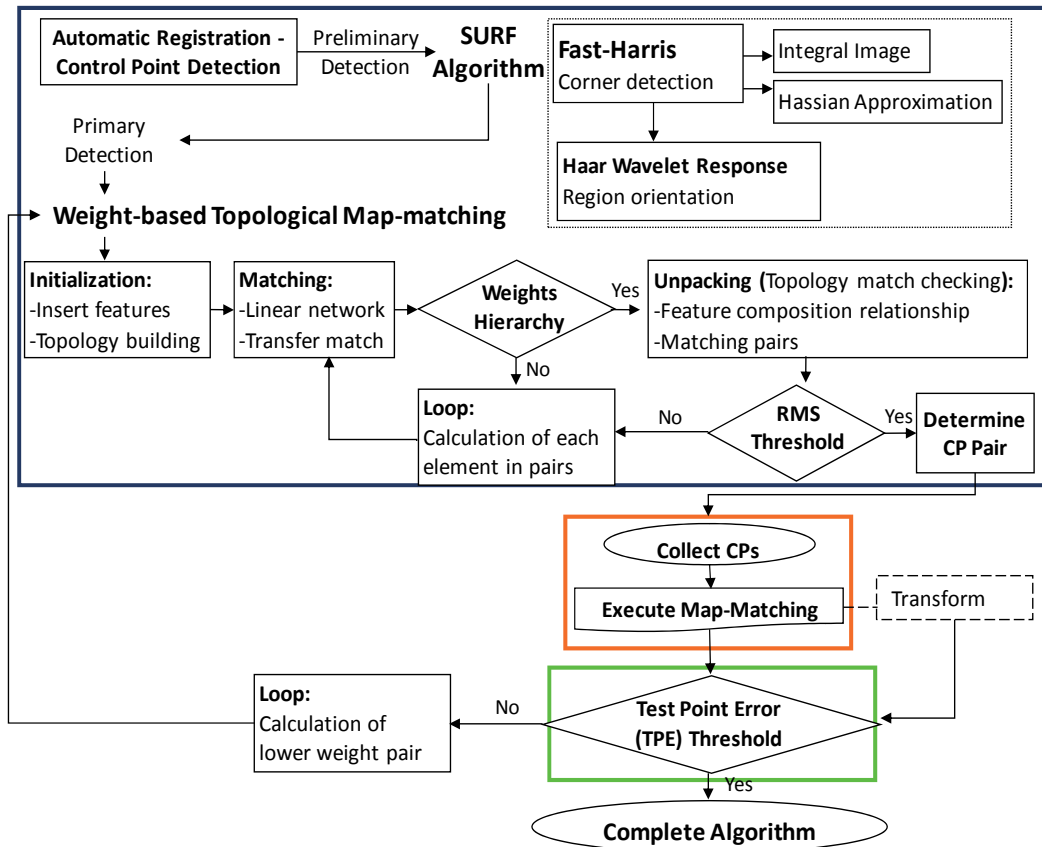 Automatic Registration -
Control Point Detection
Preliminary
Detection
SURF
Algorithm
Fast-Harris
Corner detection
Integral Image
Hassian Approximation
Haar Wavelet Response
Region orientation
Primary
Detection
Weight-based Topological Map-matching
Initialization:
-Insert features
-Topology building
Matching:
-Linear network
-Transfer match
Weights
Hierarchy
Yes
No
Unpacking (Topology match checking):
-Feature composition relationship
-Matching pairs
Loop:
Calculation of each
element in pairs
No
RMS
Threshold
Yes
Determine
CP Pair
Collect CPs
Execute Map-Matching
Transform
Loop:
Calculation of
lower weight pair
No
Test Point Error
(TPE) Threshold
Yes
Complete Algorithm